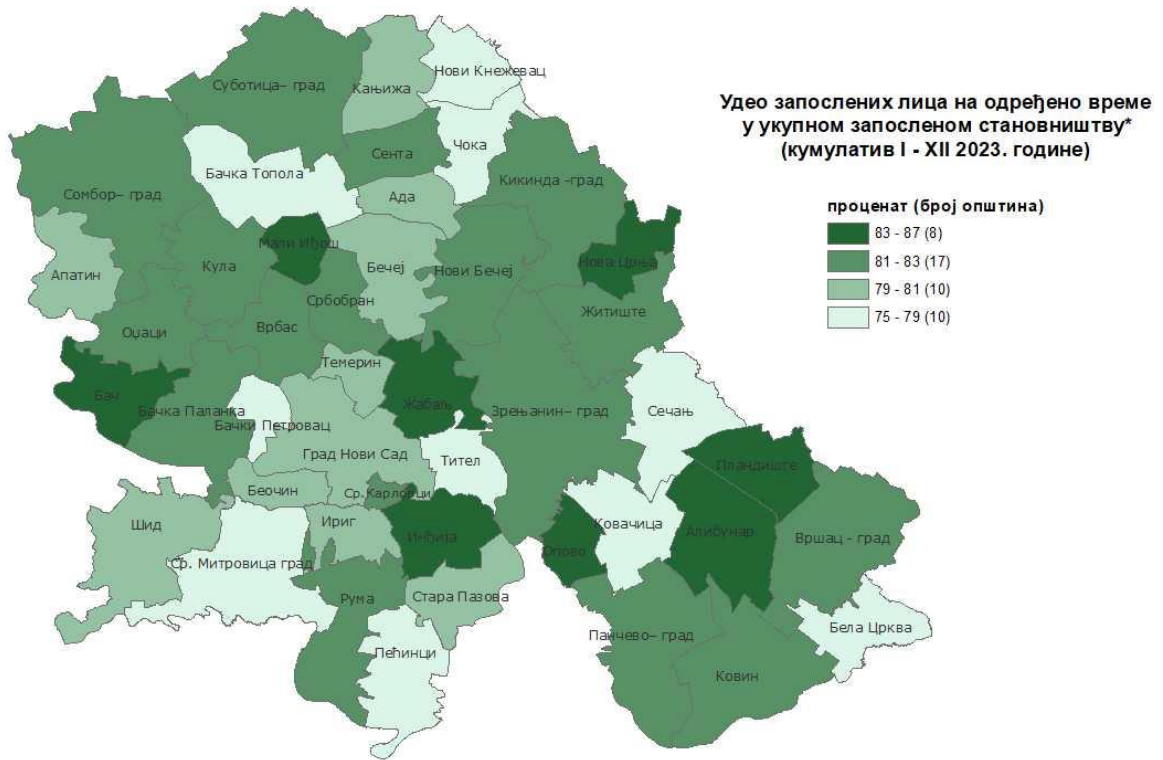 Удео запослених лица на одређено време
у укупном запосленом становништву*
(кумулатив I - XII 2023. године)
проценат (број општина)
83 - 87 (8)
81 - 83 (17)
79 - 81 (10)
75 - 79 (10)
Суботица– град
Кањижа
Нови Кнежевац
Чока
Сента
Бачка Топола
Ада
Кикинда -град
Сомбор– град
Мали Иђош
Кула
Бечеј
Нови Бечеј
Нова Црња
Апатин
Србобран
Житиште
Оџаци
Врбас
Темерин
Бач
Бачка Паланка
Жабаљ
Зрењанин– град
Сечањ
Бачки Петровац
Град Нови Сад
Тител
Пландиште
Беочин
Ср.Карловци
Шид
Ириг
Инђија
Опово
Ковачица
Алибунар
Вршац - град
Ср. Митровица град
Рума
Стара Пазова
Бела Црква
Панчево– град
Пећинци
Ковин